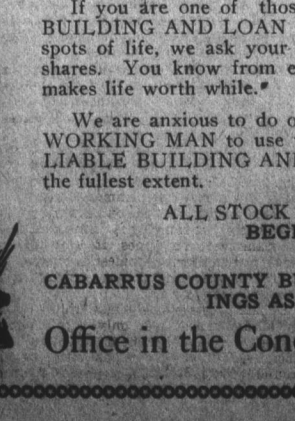 If you are one of thos
BUILDING AND LOAN
spots of life, we ask your
shares. You know from e
makes life worth while."
We are anxious to do o
WORKING MAN to use
LIABLE BUILDING AN
the fullest extent.
ALL STOCK
BEGI
CABARRUS COUNTY B
INGS AS
Office in the Con